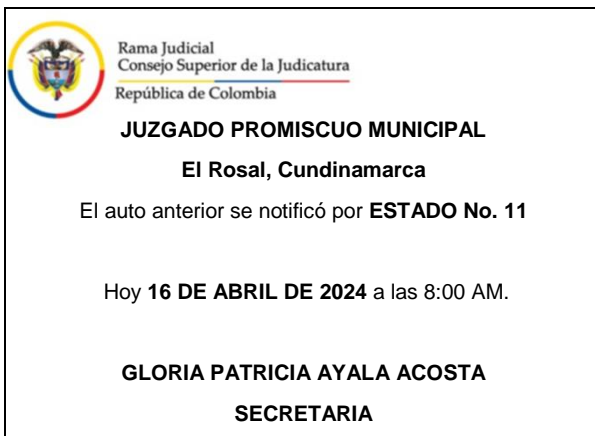 Rama Judicial
Consejo Superior de la Judicatura
República de Colombia
JUZGADO PROMISCUO MUNICIPAL
El Rosal, Cundinamarca
El auto anterior se notificó por ESTADO No. 11
Hoy 16 DE ABRIL DE 2024 a las 8:00 AM.
GLORIA PATRICIA AYALA ACOSTA
SECRETARIA